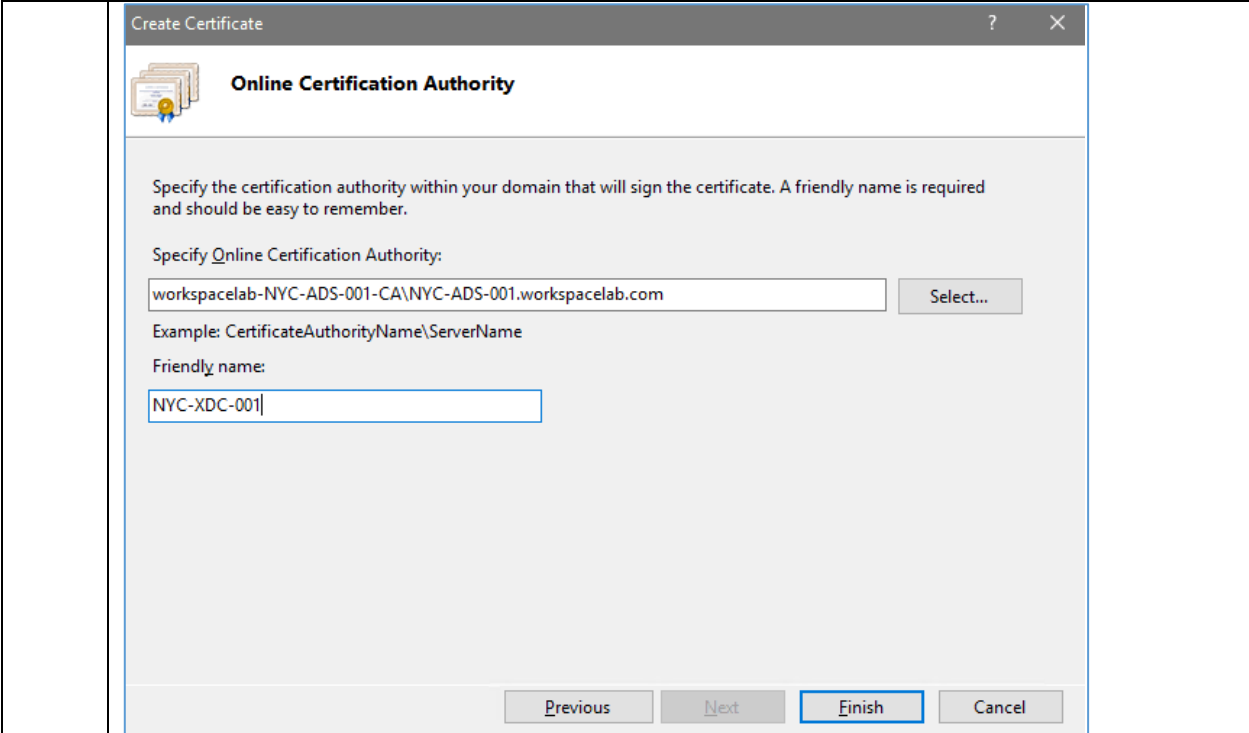 Create Certificate
?
Online Certification Authority
Specify the certification authority within your domain that will sign the certificate. A friendly name is required
and should be easy to remember.
Specify Online Certification Authority:
workspacelab-NYC-ADS-001-CA\NYC-ADS-001.workspacelab.com
Select...
Example: CertificateAuthorityName\ServerName
Friendly name:
NYC-XDC-001
Previous Next Finish Cancel